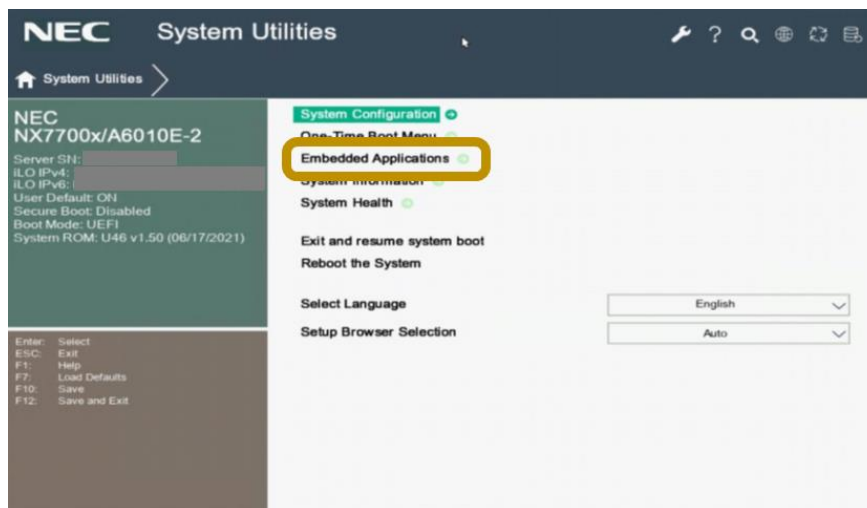 NEC System Utilities
System Utilities
NEC
NX7700x/A6010E-2
Server SN:
iLO IPv4:
iLO IPv6:
User Default: ON
Secure Boot: Disabled
Boot Mode: UEFI
System ROM: U46 v1.50 (06/17/2021)
Enter: Select
ESC: Exit
F1: Help
F7: Load Defaults
F10: Save
F12: Save and Exit
System Configuration
One-Time Boot Menu
Embedded Applications
System Information
System Health
Exit and resume system boot
Reboot the System
Select Language English
Setup Browser Selection Auto